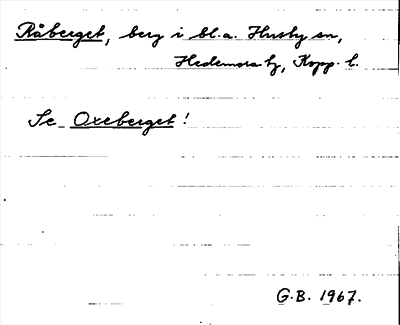 Råberget, berg i bl.a. Husby sn,
Hedemora tg, Kopp. l.
Se Oxeberget!
G.B. 1967.